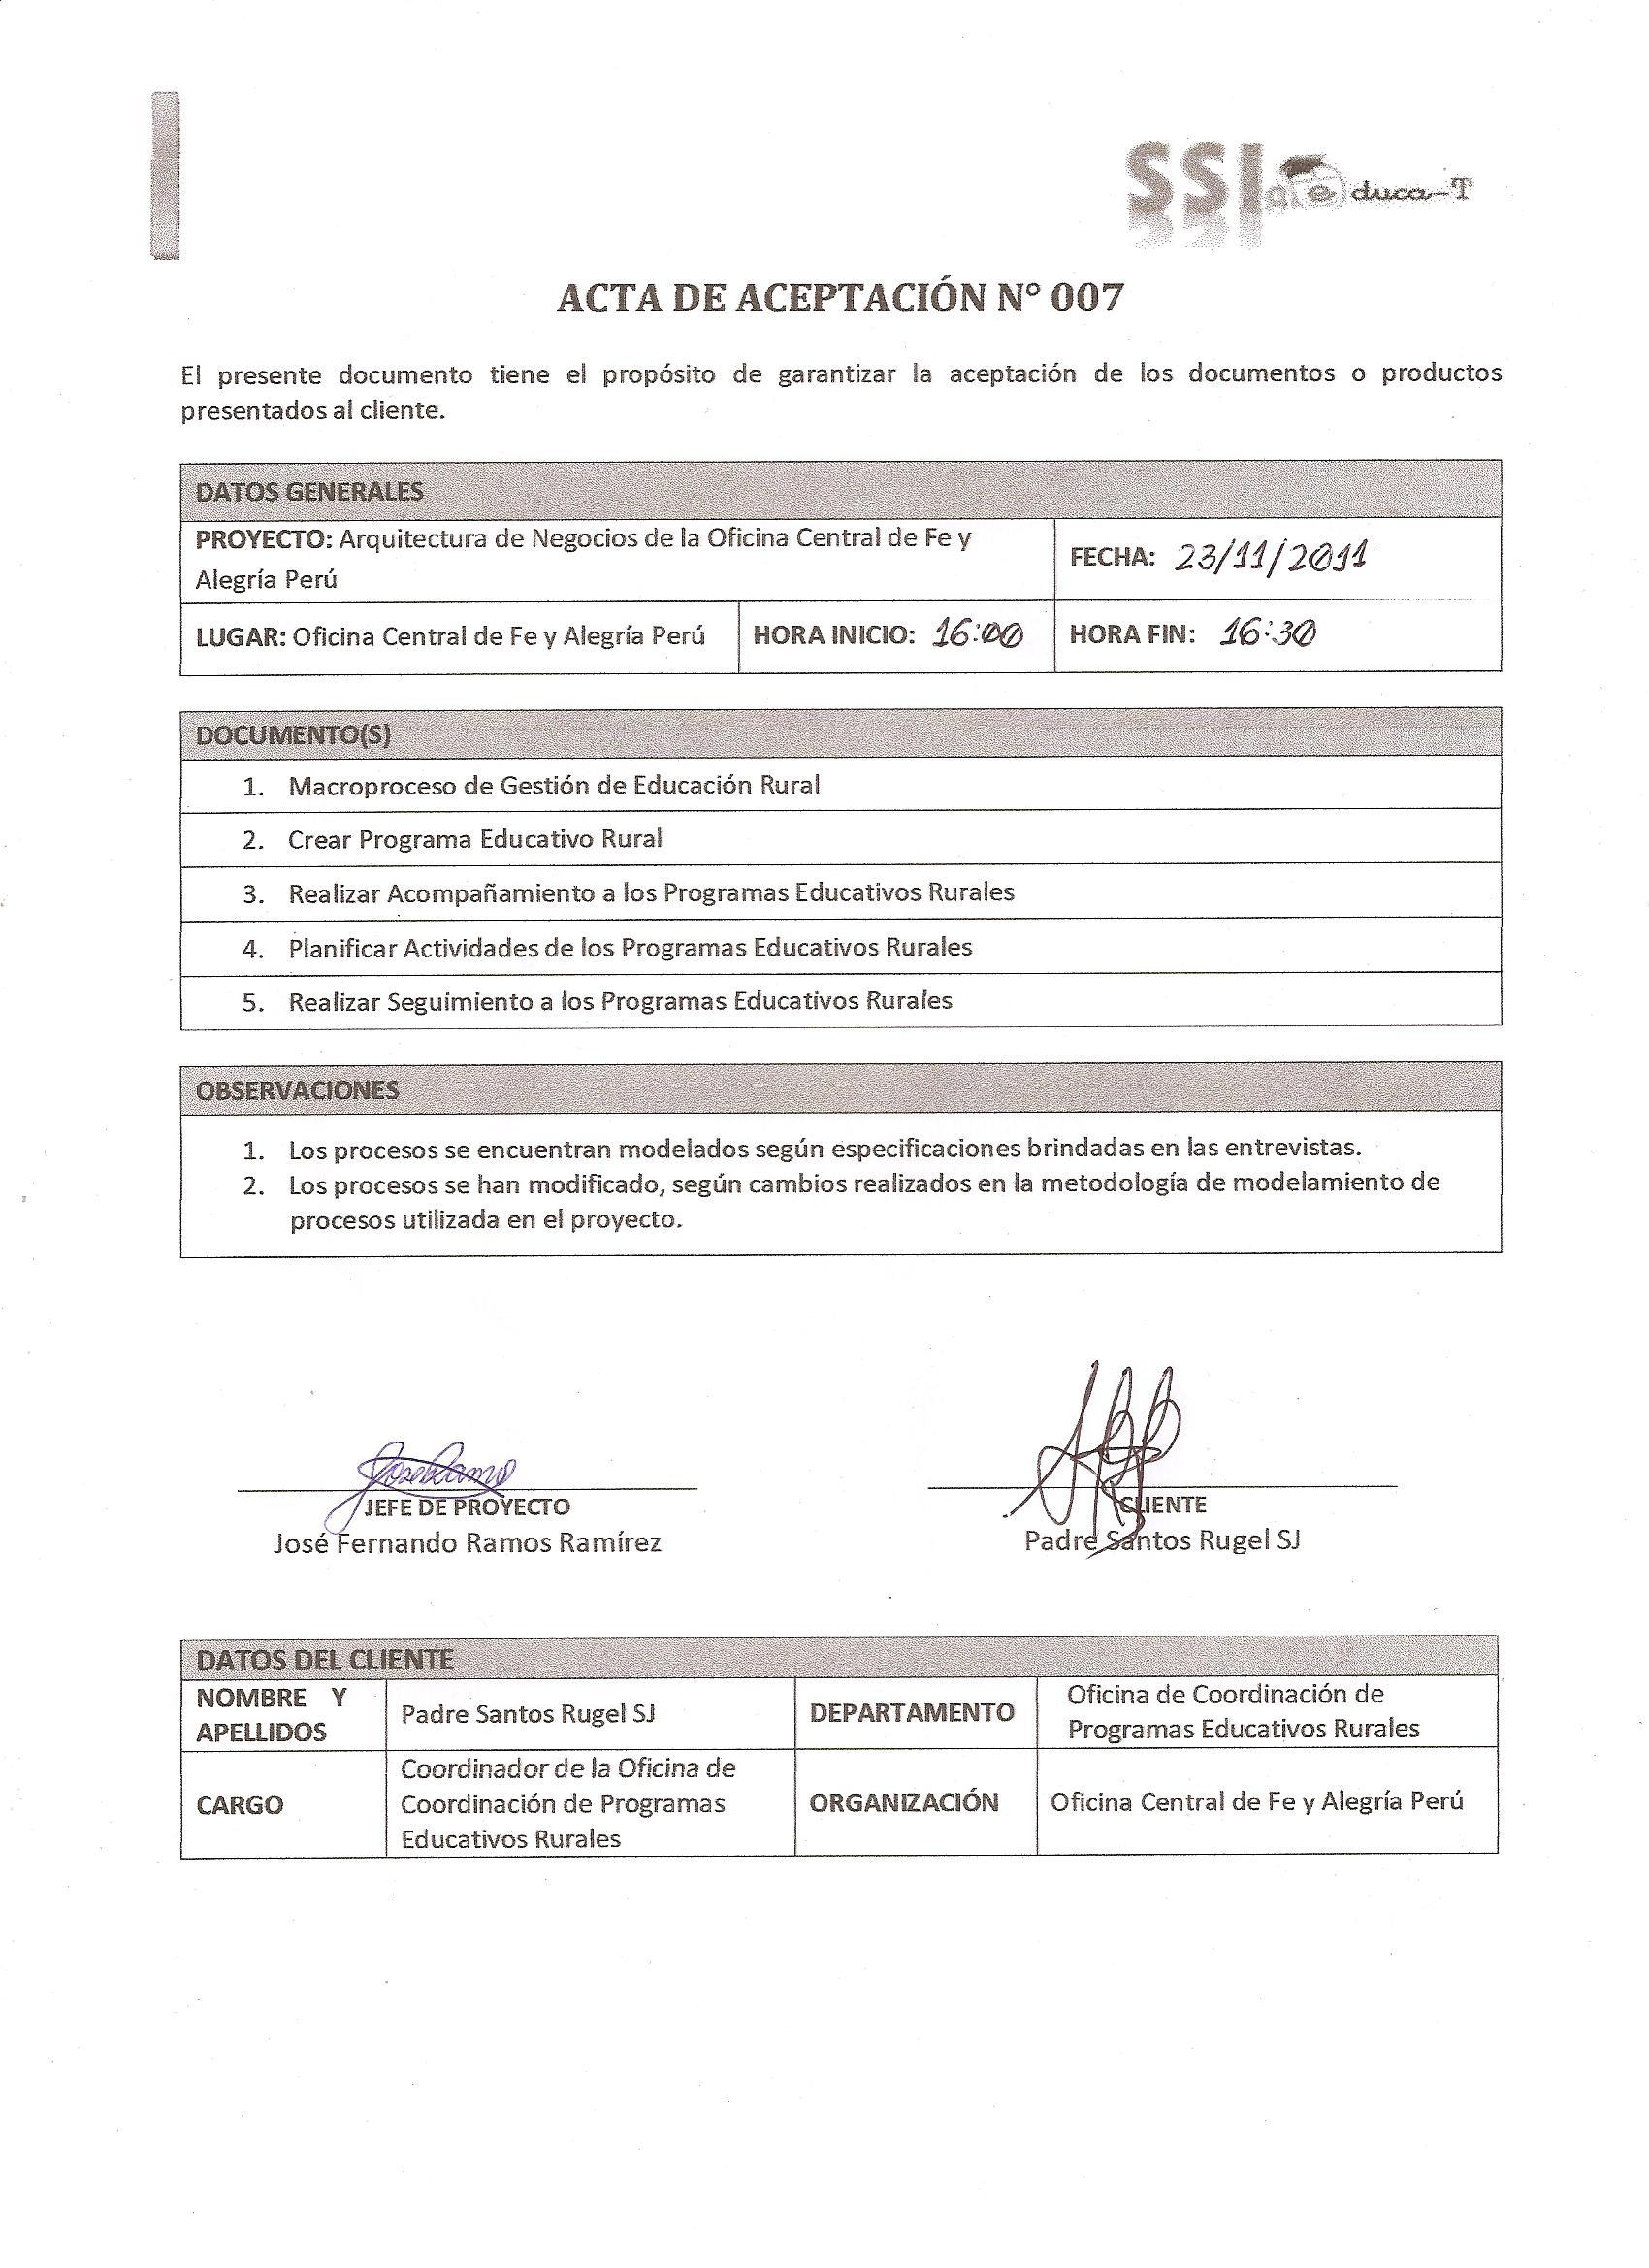 SSI educa-T
ACTA DE ACEPTACIÓN N° 007
El presente documento tiene el propósito de garantizar la aceptación de los documentos o productos
presentados al cliente.
DATOS GENERALES
PROYECTO: Arquitectura de Negocios de la Oficina Central de Fe y
Alegría Perú
FECHA: 23/11/2011
LUGAR: Oficina Central de Fe y Alegría Perú
HORA INICIO: 16:00
HORA FIN: 16:30
DOCUMENTO(S)
1. Macroproceso de Gestión de Educación Rural
2. Crear Programa Educativo Rural
3. Realizar Acompañamiento a los Programas Educativos Rurales
4. Planificar Actividades de los Programas Educativos Rurales
5. Realizar Seguimiento a los Programas Educativos Rurales
OBSERVACIONES
1. Los procesos se encuentran modelados según especificaciones brindadas en las entrevistas.
2. Los procesos se han modificado, según cambios realizados en la metodología de modelamiento de
procesos utilizada en el proyecto.
JEFE DE PROYECTO
José Fernando Ramos Ramírez
CLIENTE
Padre Santos Rugel SJ
DATOS DEL CLIENTE
NOMBRE Y
APELLIDOS
Padre Santos Rugel SJ
DEPARTAMENTO
Oficina de Coordinación de
Programas Educativos Rurales
CARGO
Coordinador de la Oficina de
Coordinación de Programas
Educativos Rurales
ORGANIZACIÓN
Oficina Central de Fe y Alegría Perú